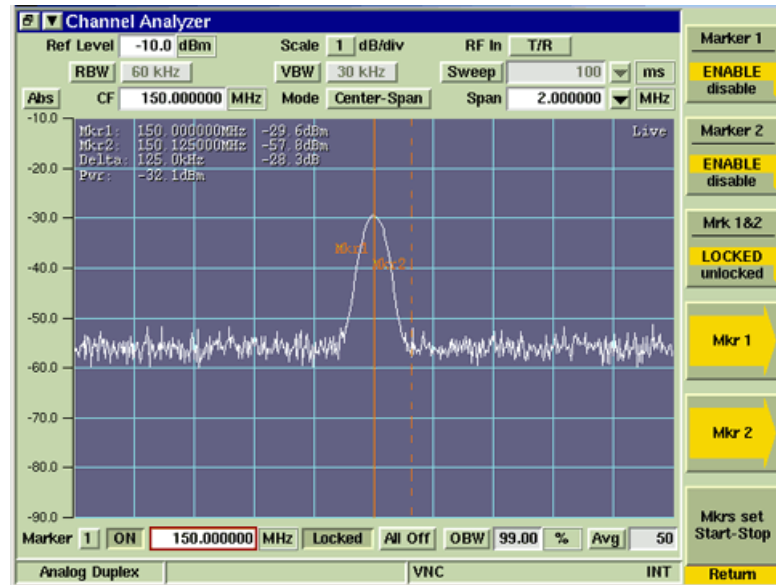 Channel Analyzer
Ref Level -10.0 dBm Scale 1 dB/div RF In T/R
RBW 60 kHz VBW 30 kHz Sweep 100 ms
Abs CF 150.000000 MHz Mode Center-Span Span 2.000000 MHz
-10.0
Mkr1: 150.000000MHz -29.6dBm
Mkr2: 150.125000MHz -57.8dBm
Delta: 125.0kHz -28.3dB
Pwr: -32.1dBm
Live
-20.0
-30.0
Mkr1
Mkr2
-40.0
-50.0
-60.0
-70.0
-80.0
-90.0
Marker 1 ON 150.000000 MHz Locked All Off OBW 99.00 % Avg 50
Analog Duplex VNC INT
Marker 1
ENABLE
disable
Marker 2
ENABLE
disable
Mrk 1&2
LOCKED
unlocked
Mkr 1
Mkr 2
Mkrs set
Start-Stop
Return